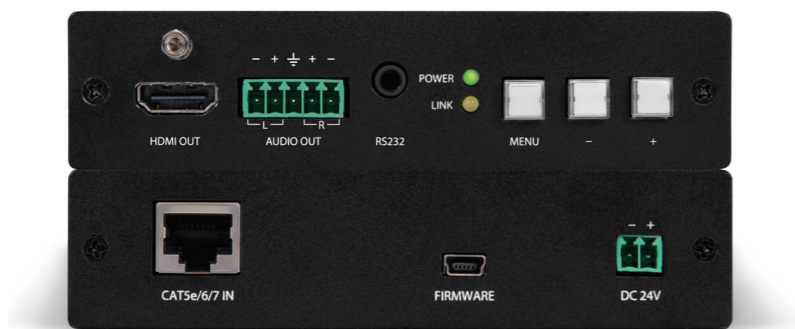 − + ⏚ + −
POWER
LINK
L R
HDMI OUT AUDIO OUT RS232 MENU − +
− +
CAT5e/6/7 IN FIRMWARE DC 24V